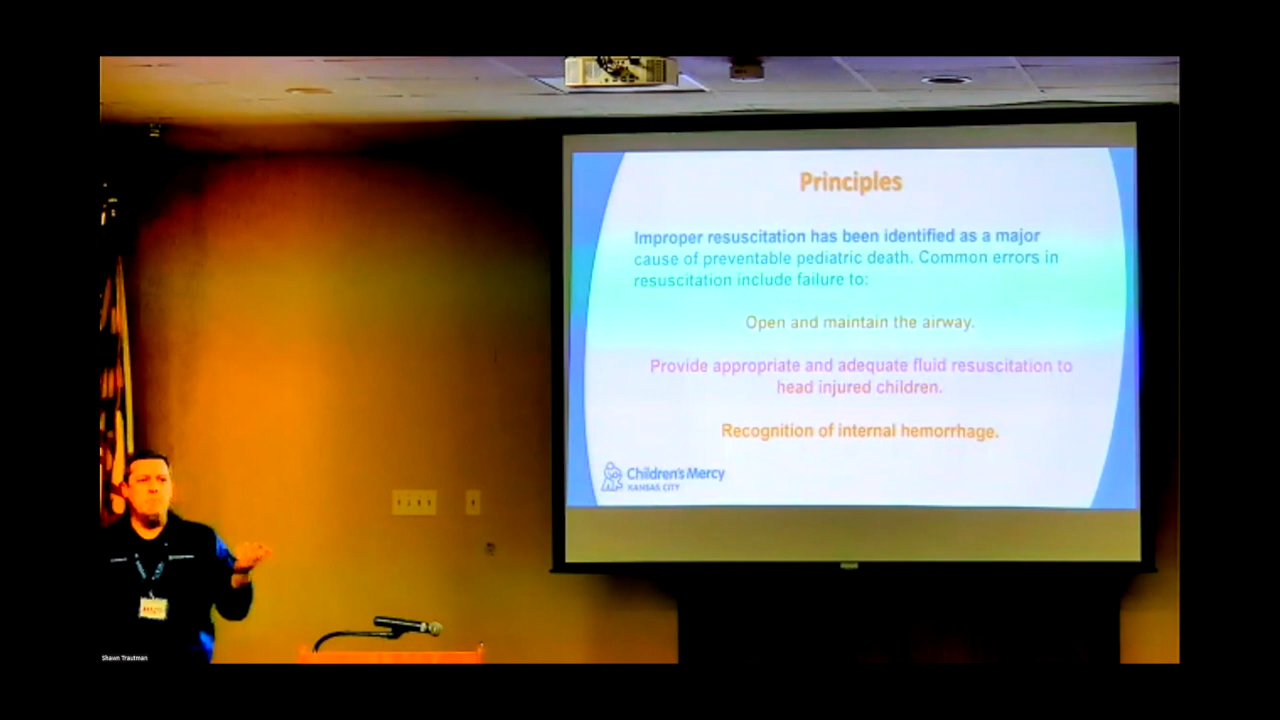 Principles
Improper resuscitation has been identified as a major
cause of preventable pediatric death. Common errors in
resuscitation include failure to:
Open and maintain the airway.
Provide appropriate and adequate fluid resuscitation to
head injured children.
Recognition of internal hemorrhage.
Children's Mercy
KANSAS CITY
Shawn Trautman